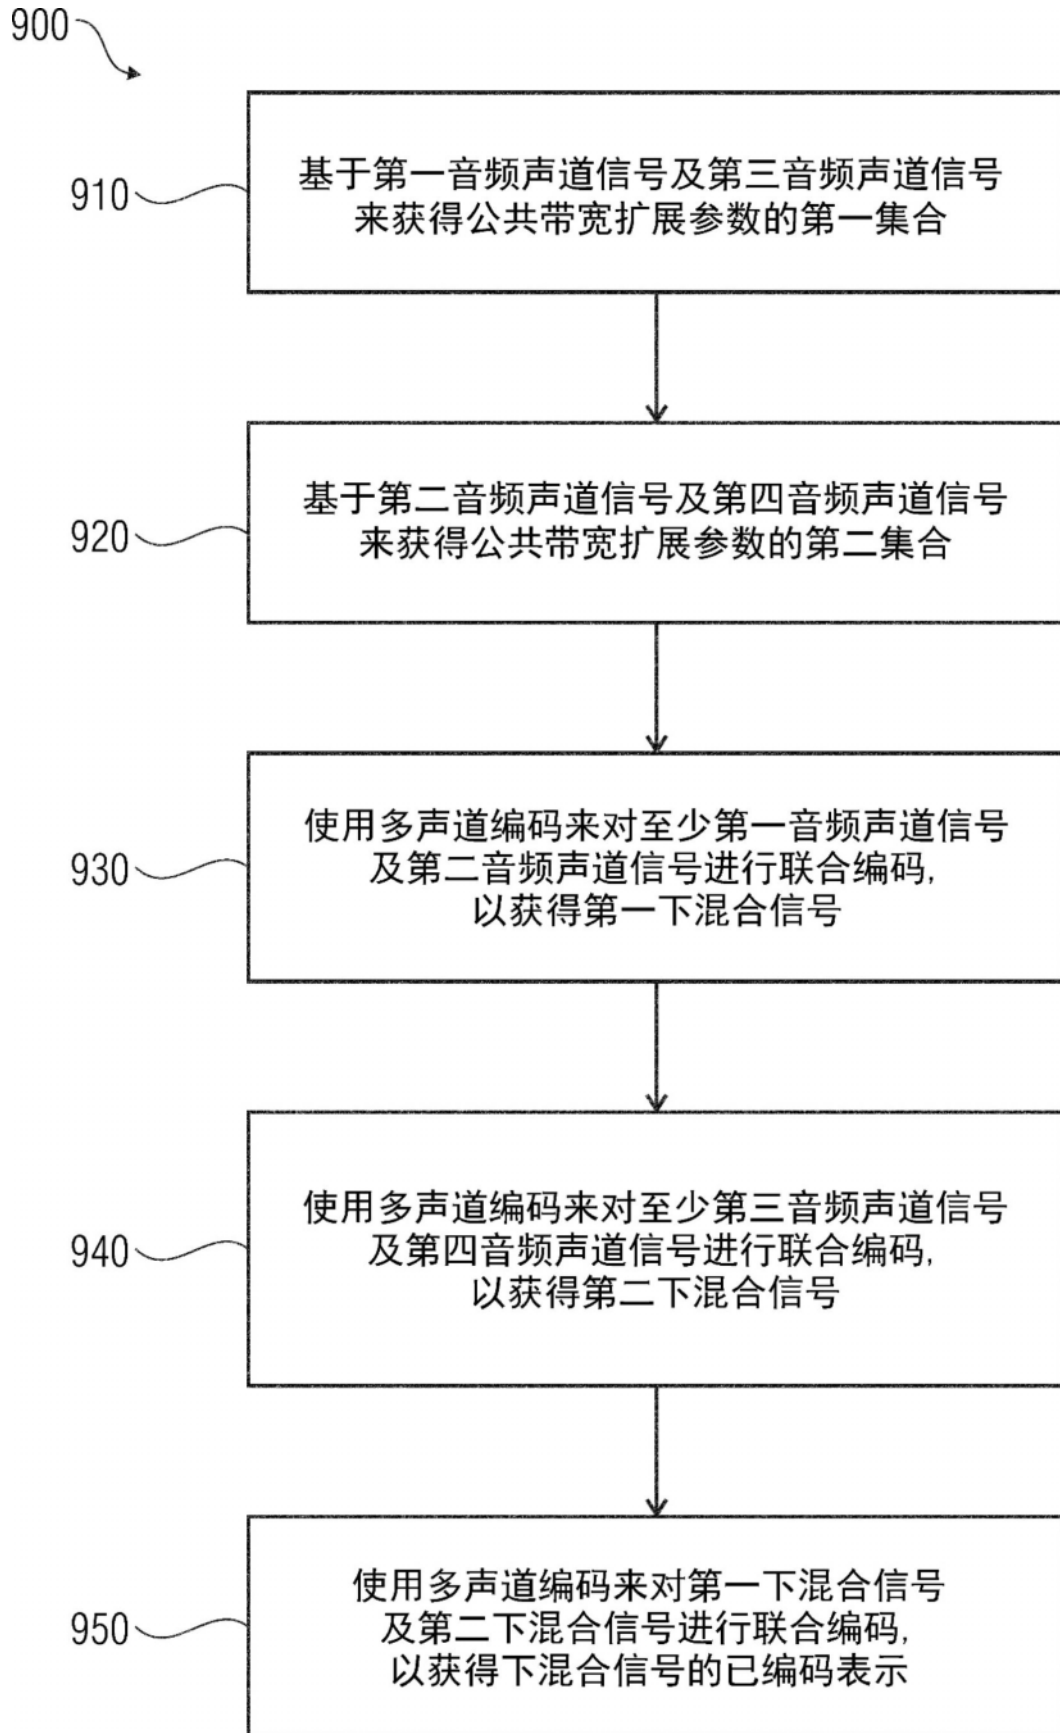 900
910
基于第一音频声道信号及第三音频声道信号
来获得公共带宽扩展参数的第一集合
920
基于第二音频声道信号及第四音频声道信号
来获得公共带宽扩展参数的第二集合
930
使用多声道编码来对至少第一音频声道信号
及第二音频声道信号进行联合编码,
以获得第一下混合信号
940
使用多声道编码来对至少第三音频声道信号
及第四音频声道信号进行联合编码,
以获得第二下混合信号
950
使用多声道编码来对第一下混合信号
及第二下混合信号进行联合编码,
以获得下混合信号的已编码表示